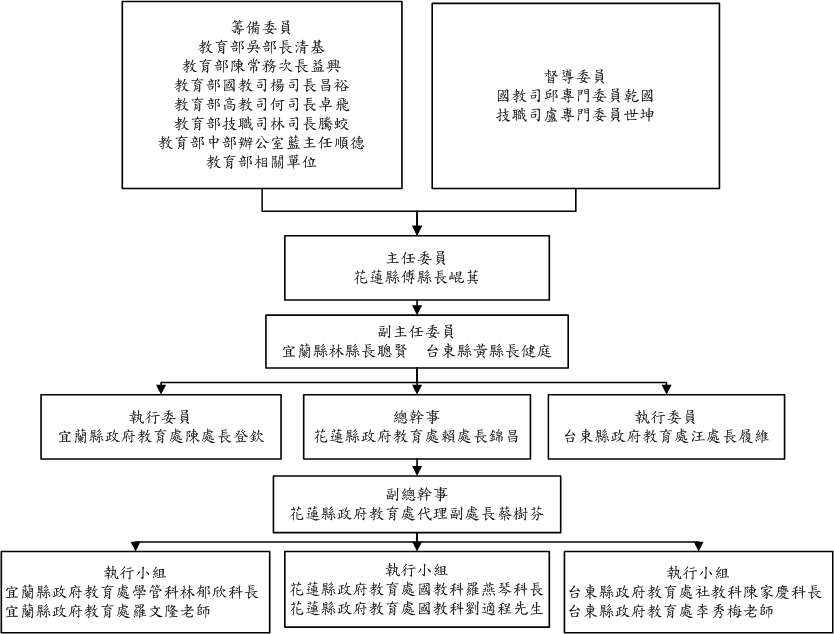 籌備委員
教育部吳部長清基
教育部陳常務次長益興
教育部國教司楊司長昌裕
教育部高教司何司長卓飛
教育部技職司林司長騰蛟
教育部中部辦公室藍主任順德
教育部相關單位
督導委員
國教司邱專門委員乾國
技職司盧專門委員世坤
主任委員
花蓮縣傅縣長崐萁
副主任委員
宜蘭縣林縣長聰賢 台東縣黃縣長健庭
執行委員
宜蘭縣政府教育處陳處長登欽
總幹事
花蓮縣政府教育處賴處長錦昌
執行委員
台東縣政府教育處汪處長履維
副總幹事
花蓮縣政府教育處代理副處長蔡樹芬
執行小組
宜蘭縣政府教育處學管科林郁欣科長
宜蘭縣政府教育處羅文隆老師
執行小組
花蓮縣政府教育處國教科羅燕琴科長
花蓮縣政府教育處國教科劉適程先生
執行小組
台東縣政府教育處社教科陳家慶科長
台東縣政府教育處李秀梅老師